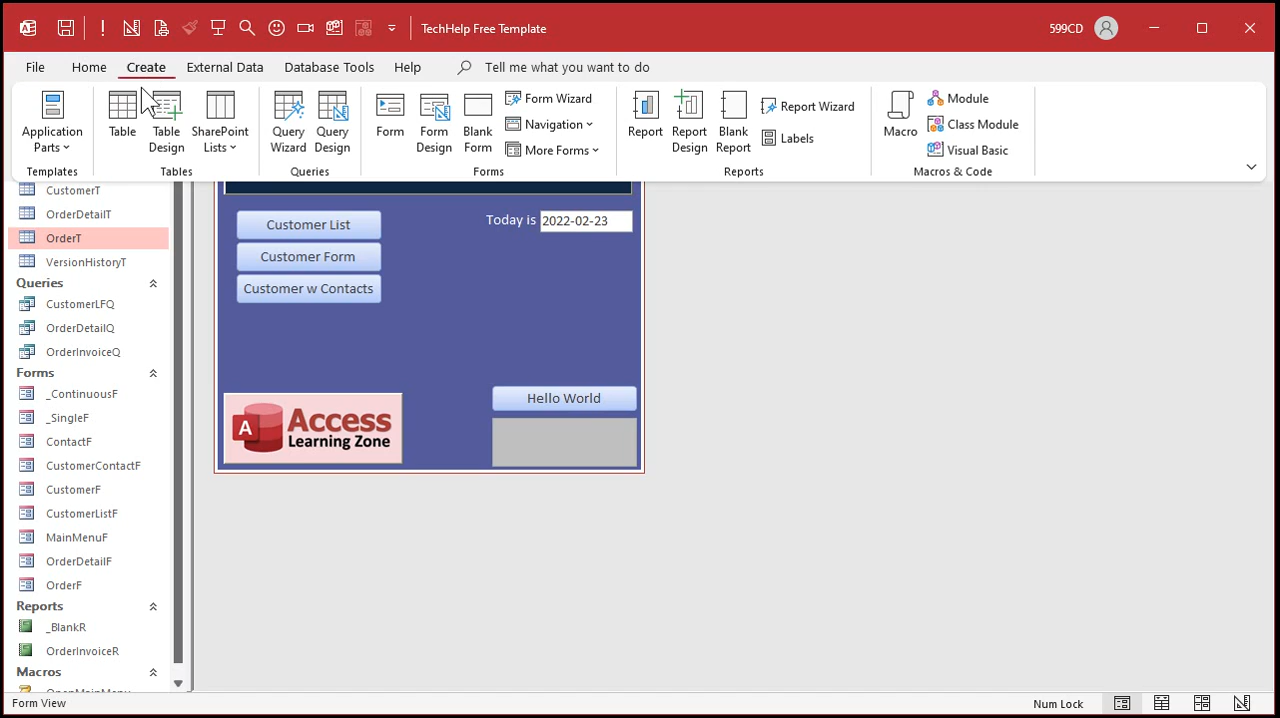 TechHelp Free Template
599CD
File Home Create External Data Database Tools Help Tell me what you want to do
Application Parts
Templates
Table
Table Design
SharePoint Lists
Tables
Query Wizard
Query Design
Queries
Form
Form Design
Blank Form
Form Wizard
Navigation
More Forms
Forms
Report
Report Design
Blank Report
Report Wizard
Labels
Reports
Macro
Module
Class Module
Visual Basic
Macros & Code
CustomerT
OrderDetailT
OrderT
VersionHistoryT
Queries
CustomerLFQ
OrderDetailQ
OrderInvoiceQ
Forms
_ContinuousF
_SingleF
ContactF
CustomerContactF
CustomerF
CustomerListF
MainMenuF
OrderDetailF
OrderF
Reports
_BlankR
OrderInvoiceR
Macros
OpenMainMenu
Customer List
Customer Form
Customer w Contacts
Today is 2022-02-23
Hello World
A Access
Learning Zone
Form View
Num Lock